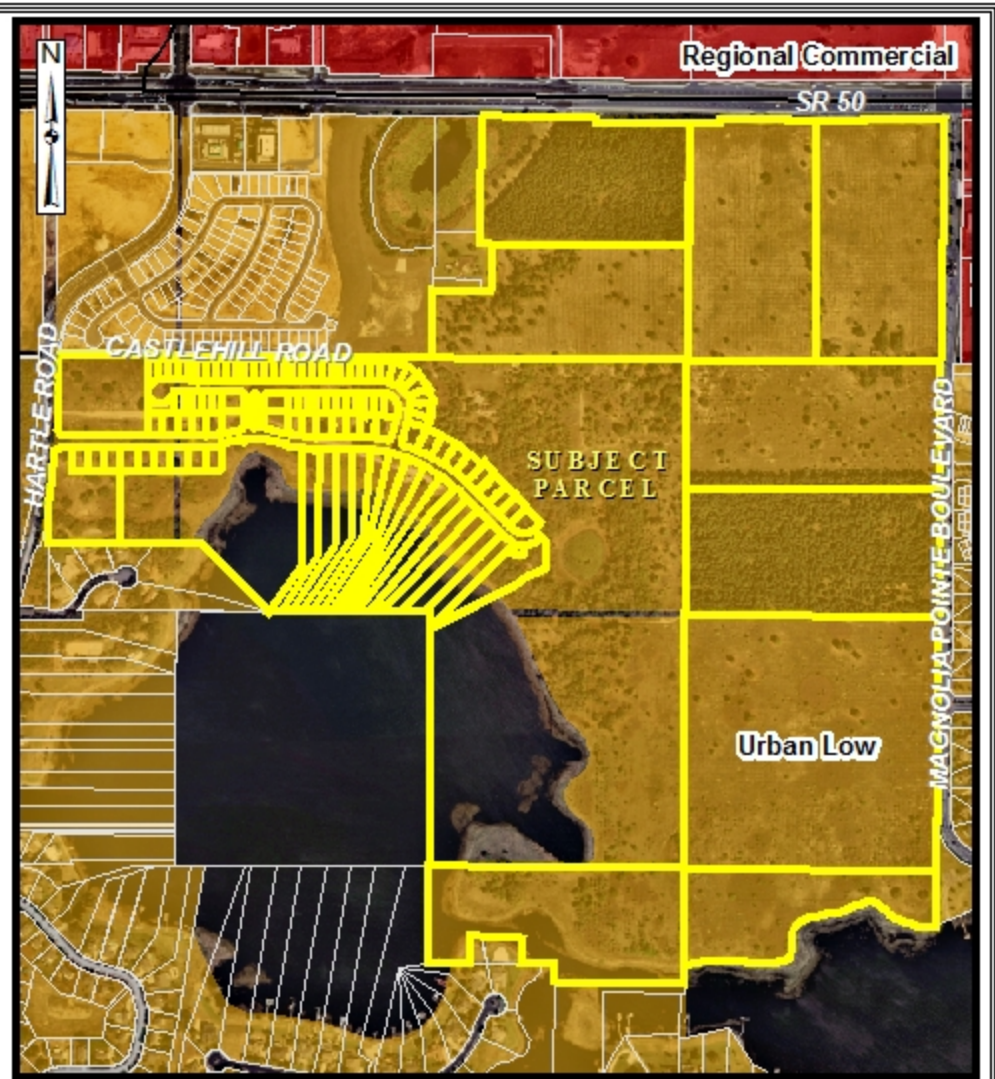 N
Regional Commercial
SR 50
HARTLE ROAD
CASTLEHILL ROAD
SUBJECT
PARCEL
MAGNOLIA POINTE BOULEVARD
Urban Low